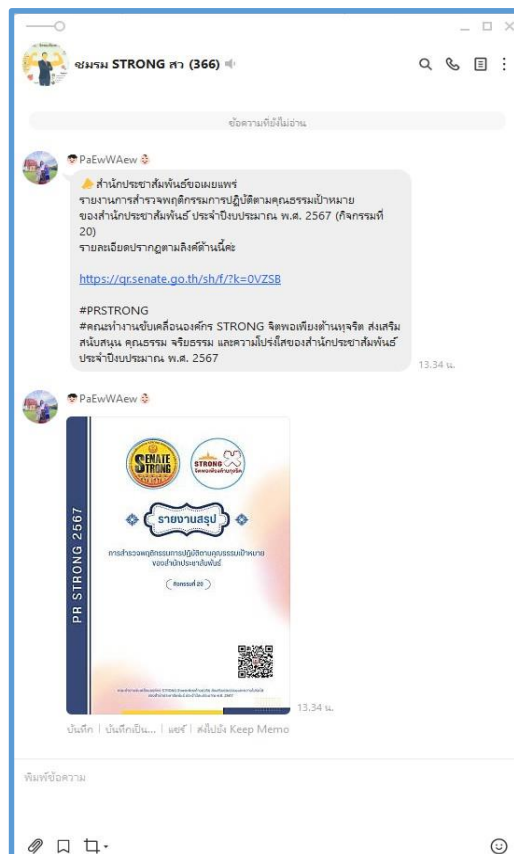 ชมรม STRONG สว (366)
ข้อความที่ยังไม่อ่าน
PaEwWAew
สำนักประชาสัมพันธ์ขอเผยแพร่
รายงานการสำรวจพฤติกรรมการปฏิบัติตามคุณธรรมเป้าหมาย
ของสำนักประชาสัมพันธ์ ประจำปีงบประมาณ พ.ศ. 2567 (กิจกรรมที่
20)
รายละเอียดปรากฏตามลิงค์ด้านนี้ค่ะ
https://qr.senate.go.th/sh/f/?k=0VZSB
#PRSTRONG
#คณะทำงานขับเคลื่อนองค์กร STRONG จิตพอเพียงต้านทุจริต ส่งเสริม
สนับสนุน คุณธรรม จริยธรรม และความโปร่งใสของสำนักประชาสัมพันธ์
ประจำปีงบประมาณ พ.ศ. 2567
13.34 น.
PaEwWAew
SENATE
STRONG
STRONG
จิตพอเพียงต้านทุจริต
รายงานสรุป
การสำรวจพฤติกรรมการปฏิบัติตามคุณธรรมเป้าหมาย
ของสำนักประชาสัมพันธ์
(กิจกรรมที่ 20)
PR STRONG 2567
13.34 น.
บันทึก | บันทึกเป็น... | แชร์ | ส่งไปยัง Keep Memo
พิมพ์ข้อความ